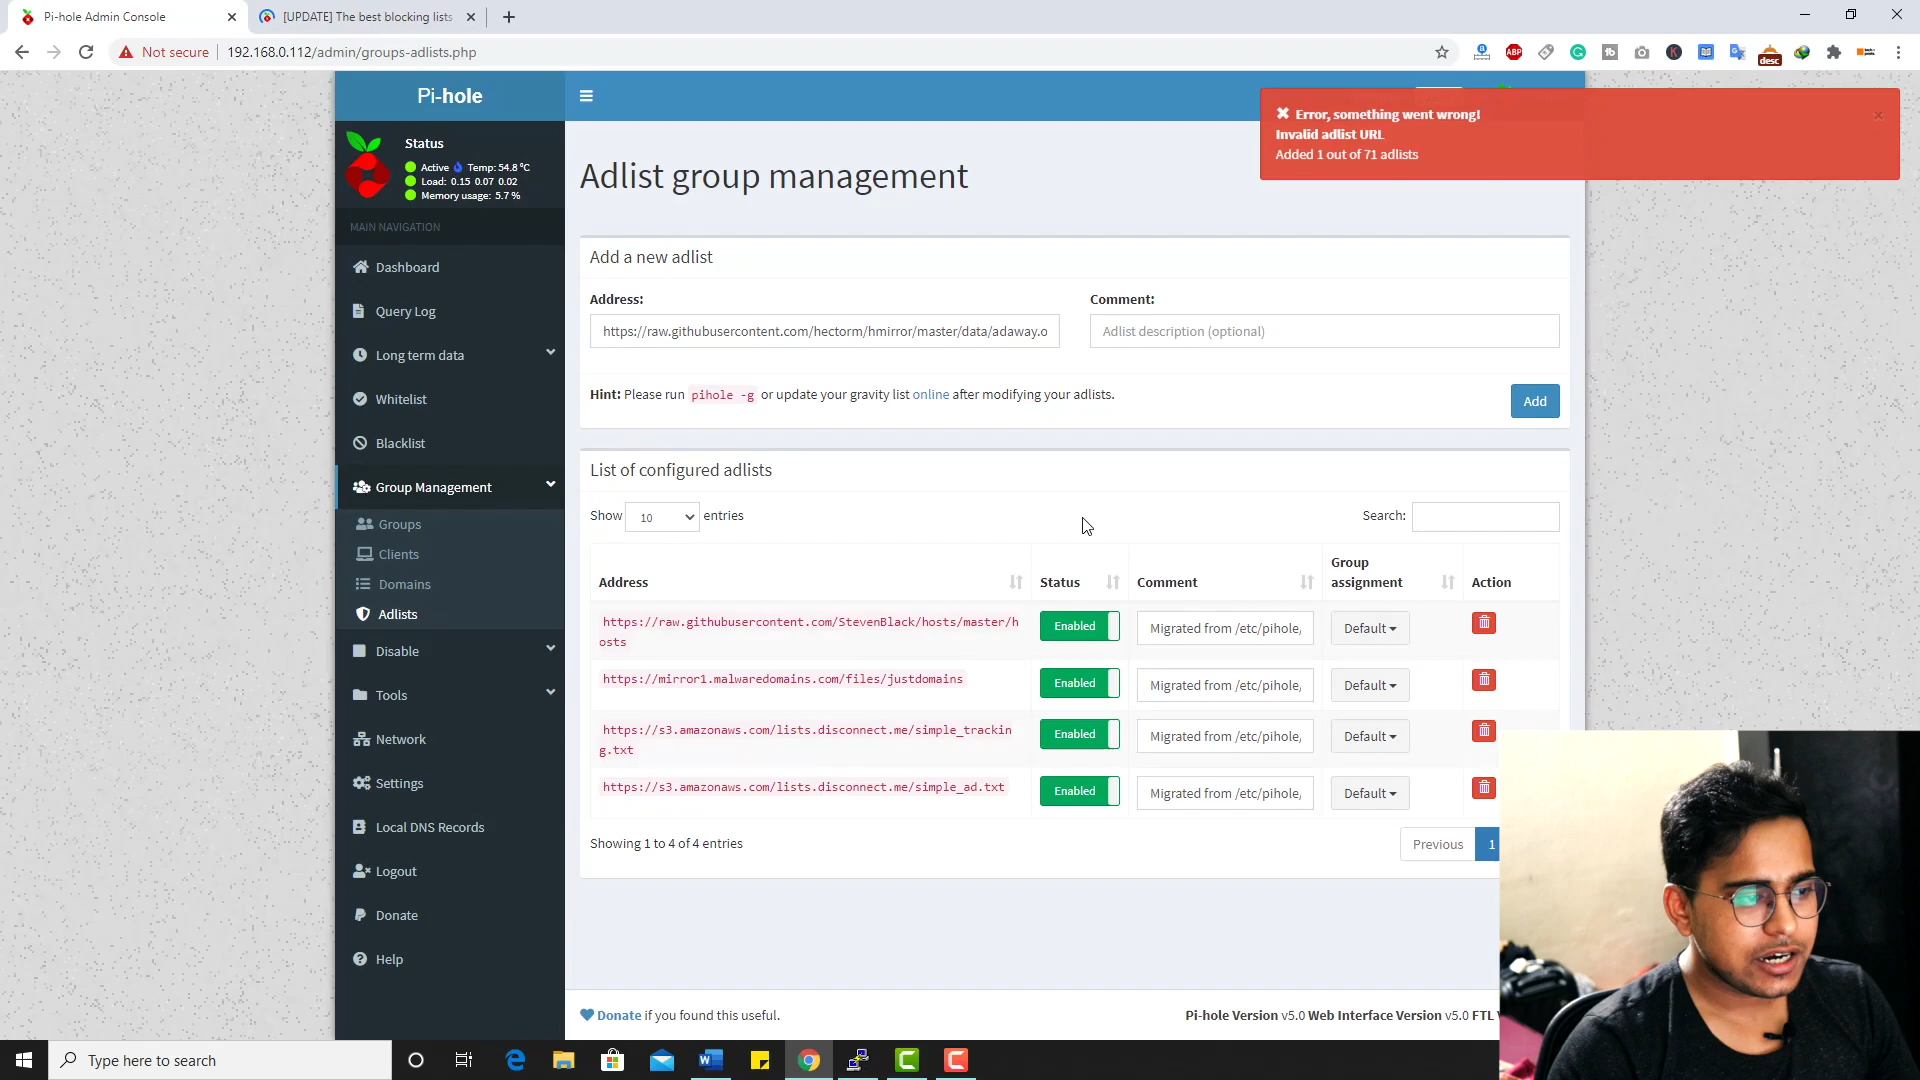 Pi-hole Admin Console
[UPDATE] The best blocking lists
Not secure
192.168.0.112/admin/groups-adlists.php
ABP
desc
Pi-hole
Status
Active Temp: 54.8 °C
Load: 0.15 0.07 0.02
Memory usage: 5.7 %
MAIN NAVIGATION
Dashboard
Query Log
Long term data
Whitelist
Blacklist
Group Management
Groups
Clients
Domains
Adlists
Disable
Tools
Network
Settings
Local DNS Records
Logout
Donate
Help
Error, something went wrong!
Invalid adlist URL
Added 1 out of 71 adlists
Adlist group management
Add a new adlist
Address:
Comment:
https://raw.githubusercontent.com/hectorm/hmirror/master/data/adaway.o
Adlist description (optional)
Hint: Please run pihole -g or update your gravity list online after modifying your adlists.
Add
List of configured adlists
Show 10 entries
Search:
Address
Status
Comment
Group assignment
Action
https://raw.githubusercontent.com/StevenBlack/hosts/master/h
osts
Enabled
Migrated from /etc/pihole,
Default
https://mirror1.malwaredomains.com/files/justdomains
Enabled
Migrated from /etc/pihole,
Default
https://s3.amazonaws.com/lists.disconnect.me/simple_trackin
g.txt
Enabled
Migrated from /etc/pihole,
Default
https://s3.amazonaws.com/lists.disconnect.me/simple_ad.txt
Enabled
Migrated from /etc/pihole,
Default
Showing 1 to 4 of 4 entries
Previous
1
Donate if you found this useful.
Pi-hole Version v5.0 Web Interface Version v5.0 FTL
Type here to search